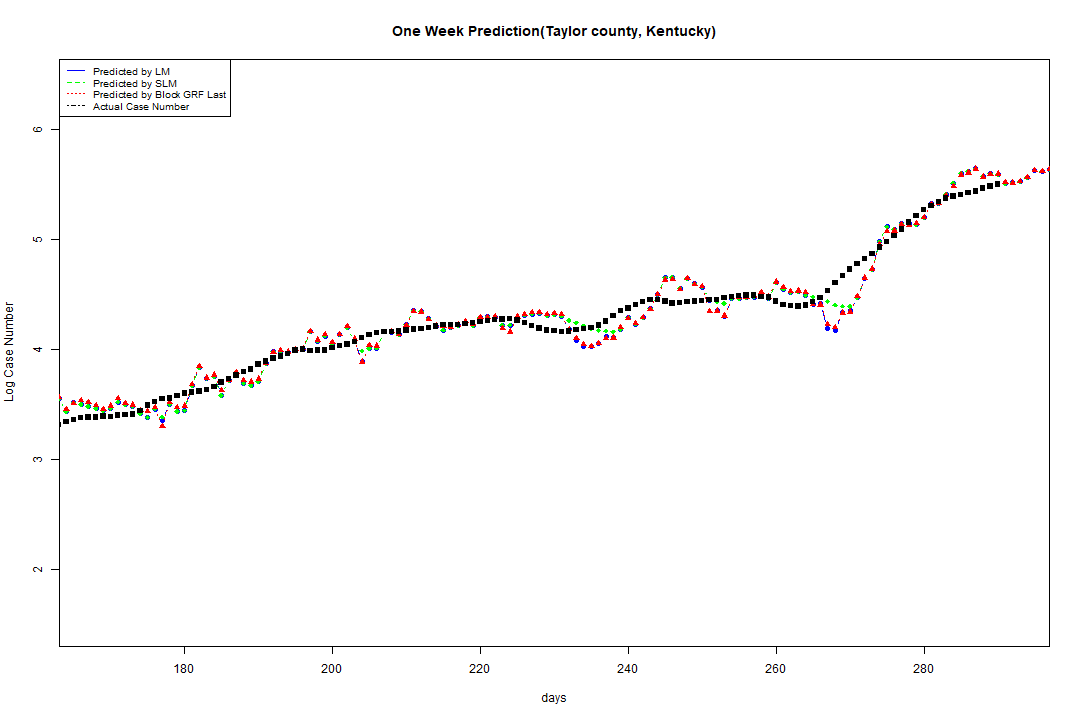 One Week Prediction(Taylor county, Kentucky)
Predicted by LM
Predicted by SLM
Predicted by Block GRF Last
Actual Case Number
6
5
4
3
2
Log Case Number
180 200 220 240 260 280
days